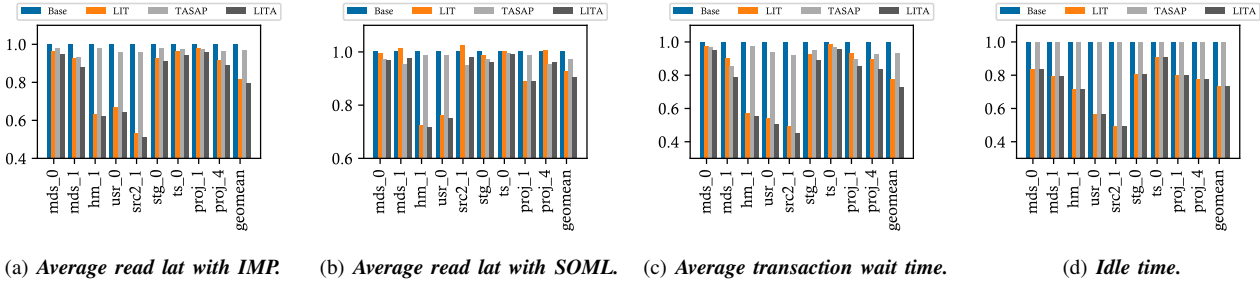 Base LIT TASAP LITA
1.0
0.8
0.6
0.4
mds_0 mds_1 hm_1 usr_0 src2_1 stg_0 ts_0 proj_1 proj_4 geomean
(a) Average read lat with IMP.
Base LIT TASAP LITA
1.0
0.8
0.6
mds_0 mds_1 hm_1 usr_0 src2_1 stg_0 ts_0 proj_1 proj_4 geomean
(b) Average read lat with SOML.
Base LIT TASAP LITA
1.0
0.8
0.6
0.4
mds_0 mds_1 hm_1 usr_0 src2_1 stg_0 ts_0 proj_1 proj_4 geomean
(c) Average transaction wait time.
Base LIT TASAP LITA
1.0
0.8
0.6
0.4
mds_0 mds_1 hm_1 usr_0 src2_1 stg_0 ts_0 proj_1 proj_4 geomean
(d) Idle time.